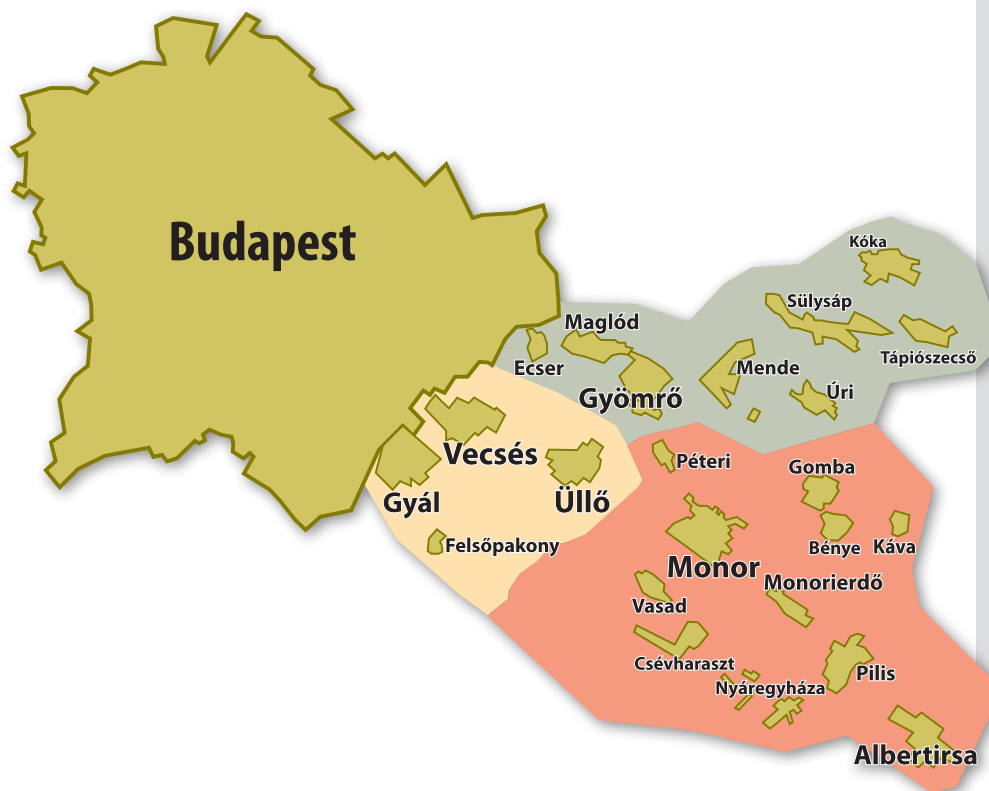 Budapest
Kóka
Sülysáp
Maglód
Tápiószecső
Ecser
Mende
Gyömrő
Úri
Vecsés
Péteri
Gomba
Gyál
Üllő
Felsőpakony
Bénye
Káva
Monor
Monorierdő
Vasad
Csévharaszt
Pilis
Nyáregyháza
Albertirsa